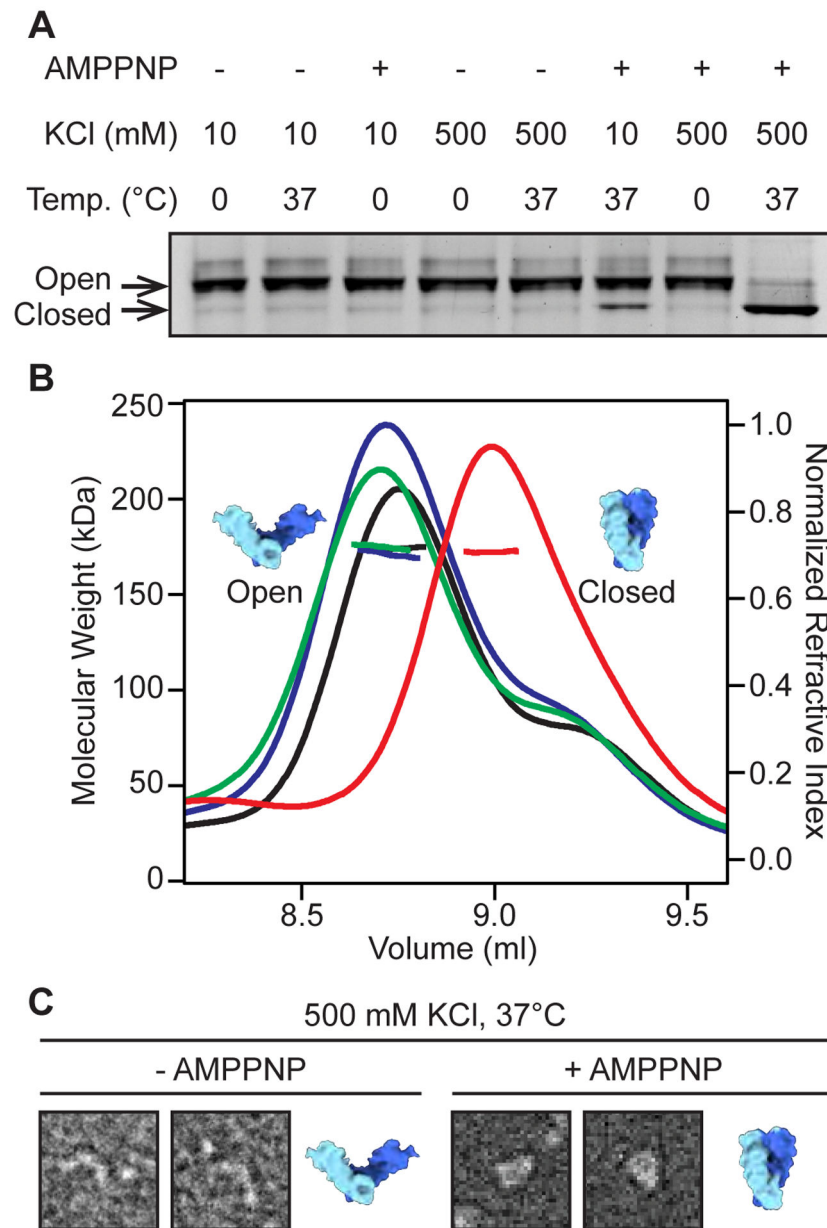 A
AMPPNP - - + - - + + +
KCl (mM) 10 10 10 500 500 10 500 500
Temp. (°C) 0 37 0 0 37 37 0 37
Open
Closed
B
250
200
150
100
50
0
Molecular Weight (kDa)
Open
Closed
1.0
0.8
0.6
0.4
0.2
0.0
Normalized Refractive Index
8.5 9.0 9.5
Volume (ml)
C
500 mM KCl, 37°C
- AMPPNP + AMPPNP